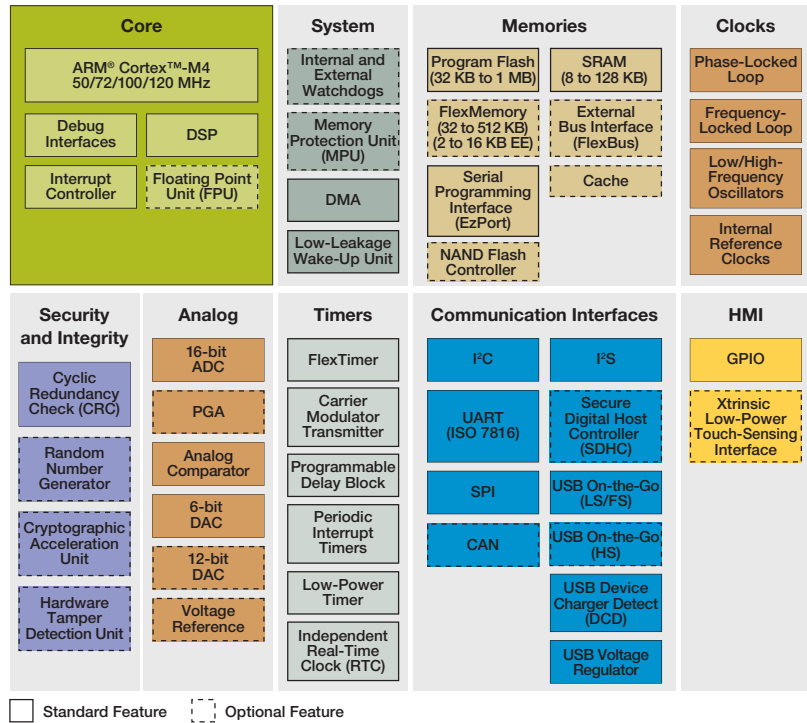 Core
ARM® Cortex™-M4
50/72/100/120 MHz
Debug
Interfaces
DSP
Interrupt
Controller
Floating Point
Unit (FPU)
System
Internal and
External
Watchdogs
Memory
Protection Unit
(MPU)
DMA
Low-Leakage
Wake-Up Unit
Memories
Program Flash
(32 KB to 1 MB)
SRAM
(8 to 128 KB)
FlexMemory
(32 to 512 KB)
(2 to 16 KB EE)
External
Bus Interface
(FlexBus)
Serial
Programming
Interface
(EzPort)
Cache
NAND Flash
Controller
Clocks
Phase-Locked
Loop
Frequency-
Locked Loop
Low/High-
Frequency
Oscillators
Internal
Reference
Clocks
Security
and Integrity
Cyclic
Redundancy
Check (CRC)
Random
Number
Generator
Cryptographic
Acceleration
Unit
Hardware
Tamper
Detection Unit
Analog
16-bit
ADC
PGA
Analog
Comparator
6-bit
DAC
12-bit
DAC
Voltage
Reference
Timers
FlexTimer
Carrier
Modulator
Transmitter
Programmable
Delay Block
Periodic
Interrupt
Timers
Low-Power
Timer
Independent
Real-Time
Clock (RTC)
Communication Interfaces
I²C
I²S
UART
(ISO 7816)
Secure
Digital Host
Controller
(SDHC)
SPI
USB On-the-Go
(LS/FS)
CAN
USB On-the-Go
(HS)
USB Device
Charger Detect
(DCD)
USB Voltage
Regulator
HMI
GPIO
Xtrinsic
Low-Power
Touch-Sensing
Interface
Standard Feature
Optional Feature